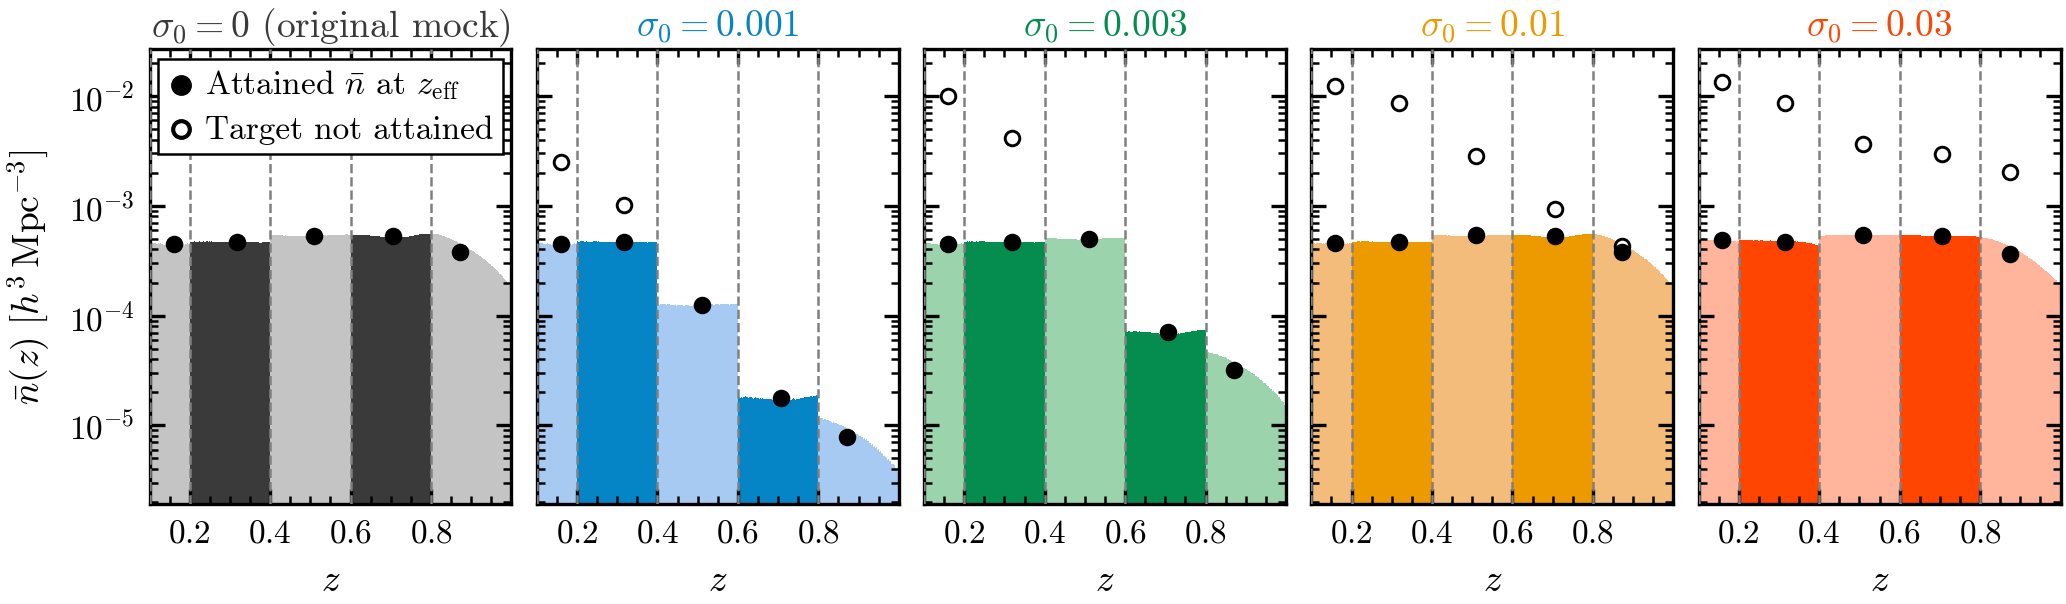 σ₀ = 0 (original mock)
σ₀ = 0.001
σ₀ = 0.003
σ₀ = 0.01
σ₀ = 0.03
Attained n̄ at z_eff
Target not attained
n̄(z) [h³ Mpc⁻³]
10⁻²
10⁻³
10⁻⁴
10⁻⁵
0.2 0.4 0.6 0.8
0.2 0.4 0.6 0.8
0.2 0.4 0.6 0.8
0.2 0.4 0.6 0.8
0.2 0.4 0.6 0.8
z
z
z
z
z